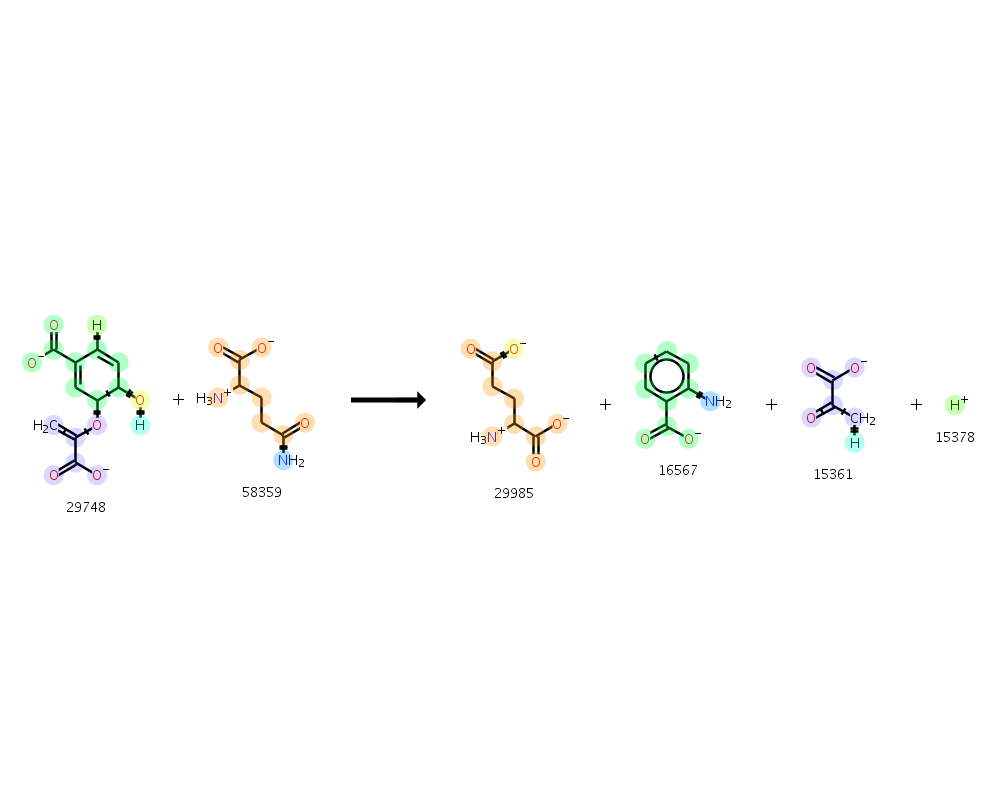 O H
O⁻
O
H
H₂C O
O O⁻
29748
+
O O⁻
H₃N⁺
O
NH₂
58359
O O⁻
H₃N⁺ O⁻
O
29985
+
NH₂
O O⁻
16567
+
O O⁻
O CH₂
H
15361
+
H⁺
15378